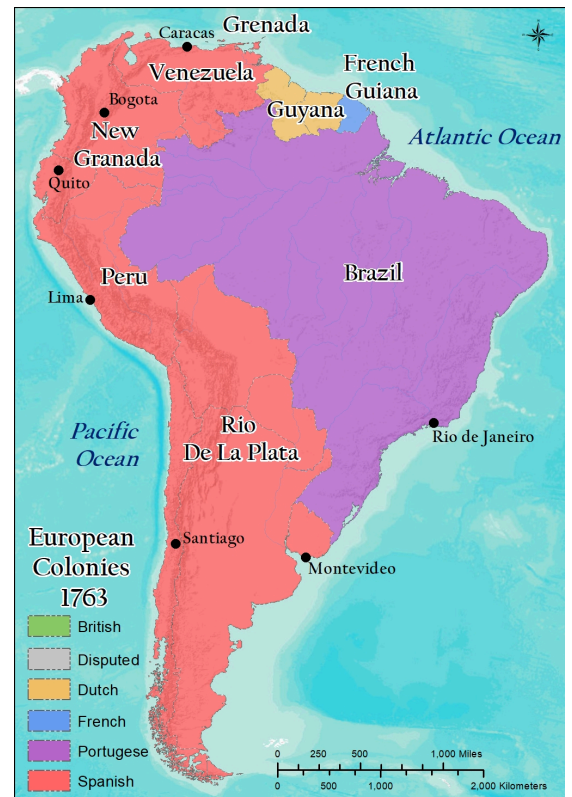 Grenada
Caracas
Venezuela
French
Guiana
Bogota
Guyana
New
Granada
Atlantic Ocean
Quito
Peru
Brazil
Lima
Rio
De La Plata
Pacific
Ocean
Rio de Janeiro
Santiago
Montevideo
European
Colonies
1763
British
Disputed
Dutch
French
Portugese
Spanish
0 250 500 1,000 Miles
0 500 1,000 2,000 Kilometers